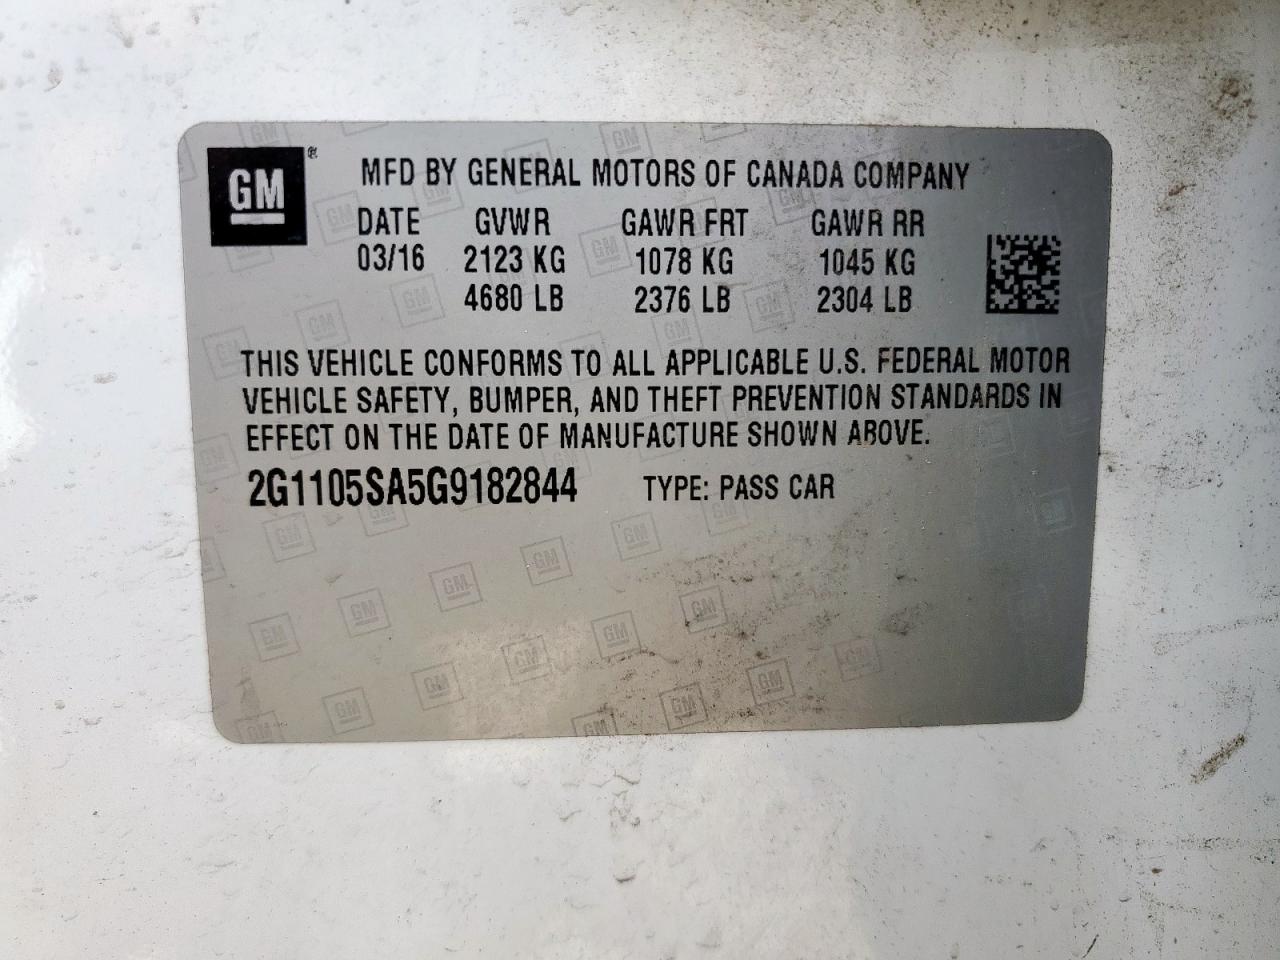 GM ®
MFD BY GENERAL MOTORS OF CANADA COMPANY
DATE GVWR GAWR FRT GAWR RR
03/16 2123 KG 1078 KG 1045 KG
4680 LB 2376 LB 2304 LB
THIS VEHICLE CONFORMS TO ALL APPLICABLE U.S. FEDERAL MOTOR
VEHICLE SAFETY, BUMPER, AND THEFT PREVENTION STANDARDS IN
EFFECT ON THE DATE OF MANUFACTURE SHOWN ABOVE.
2G1105SA5G9182844 TYPE: PASS CAR